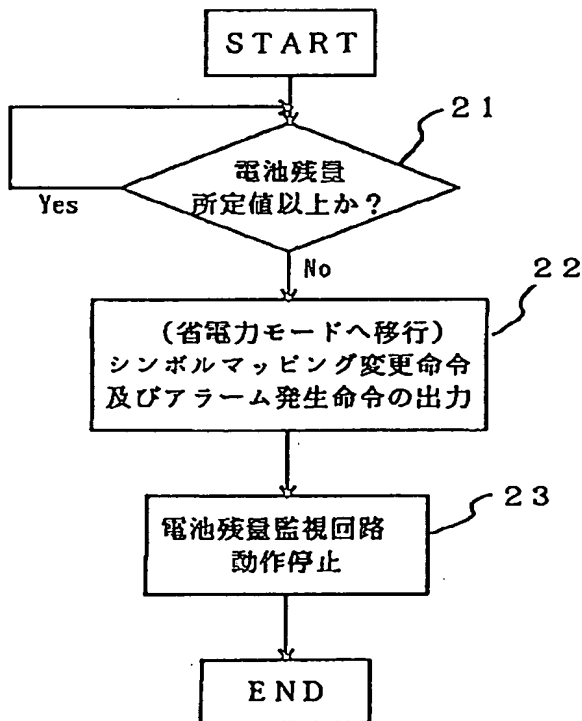 START
21
電池残量
所定値以上か？
Yes
No
22
（省電力モードへ移行）
シンボルマッピング変更命令
及びアラーム発生命令の出力
23
電池残量監視回路
動作停止
END